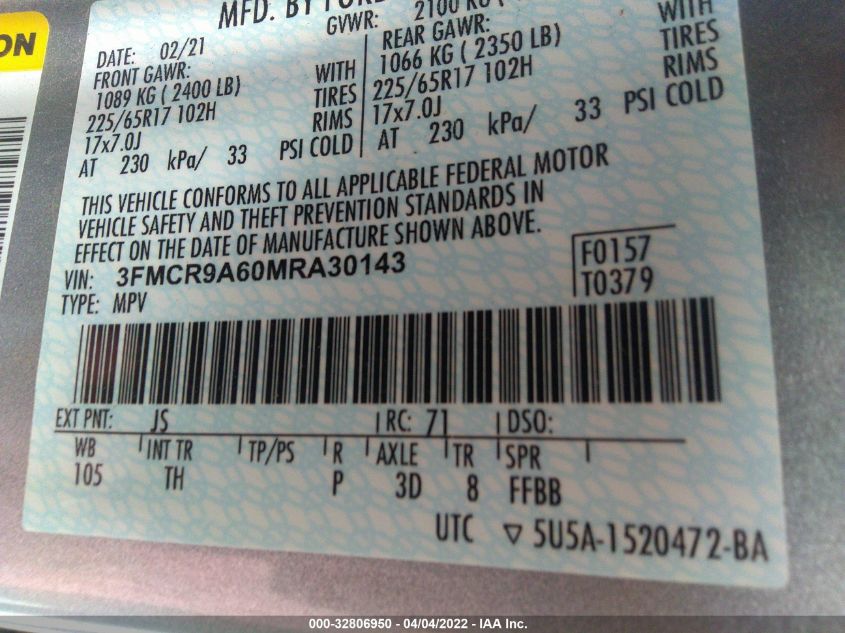 ON
MFD. BY FORD
GVWR: 2100 KG (
DATE: 02/21
FRONT GAWR:
1089 KG ( 2400 LB) WITH
225/65R17 102H TIRES
17x7.0J RIMS
AT 230 kPa/ 33 PSI COLD
REAR GAWR:
1066 KG ( 2350 LB) WITH
225/65R17 102H TIRES
17x7.0J RIMS
AT 230 kPa/ 33 PSI COLD
THIS VEHICLE CONFORMS TO ALL APPLICABLE FEDERAL MOTOR
VEHICLE SAFETY AND THEFT PREVENTION STANDARDS IN
EFFECT ON THE DATE OF MANUFACTURE SHOWN ABOVE.
VIN: 3FMCR9A60MRA30143
TYPE: MPV
F0157
T0379
EXT PNT: JS RC: 71 DSO:
WB INT TR TP/PS R AXLE TR SPR
105 TH P 3D 8 FFBB
UTC ▽ 5U5A-1520472-BA
000-32806950 - 04/04/2022 - IAA Inc.